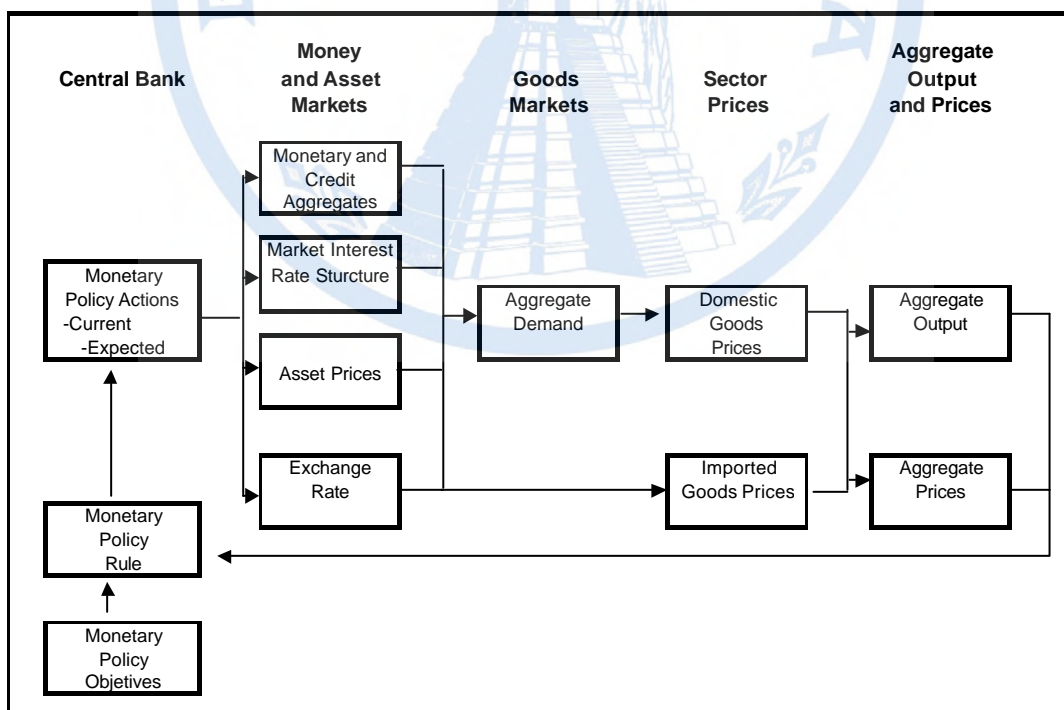 Central Bank
Money
and Asset
Markets
Goods
Markets
Sector
Prices
Aggregate
Output
and Prices
Monetary and
Credit
Aggregates
Market Interest
Rate Sturcture
Asset Prices
Exchange
Rate
Monetary
Policy Actions
-Current
-Expected
Aggregate
Demand
Domestic
Goods
Prices
Aggregate
Output
Imported
Goods Prices
Aggregate
Prices
Monetary
Policy
Rule
Monetary
Policy
Objetives
A